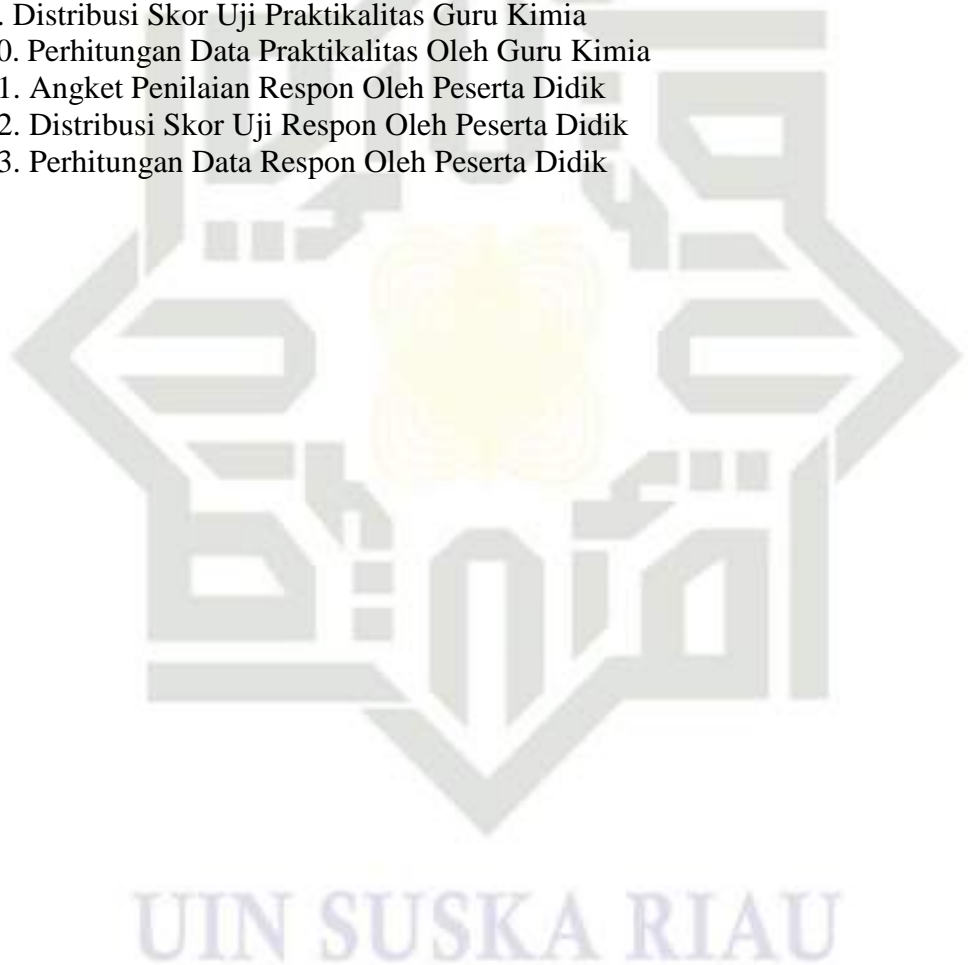 . Distribusi Skor Uji Praktikalitas Guru Kimia
0. Perhitungan Data Praktikalitas Oleh Guru Kimia
1. Angket Penilaian Respon Oleh Peserta Didik
2. Distribusi Skor Uji Respon Oleh Peserta Didik
3. Perhitungan Data Respon Oleh Peserta Didik
UIN SUSKA RIAU